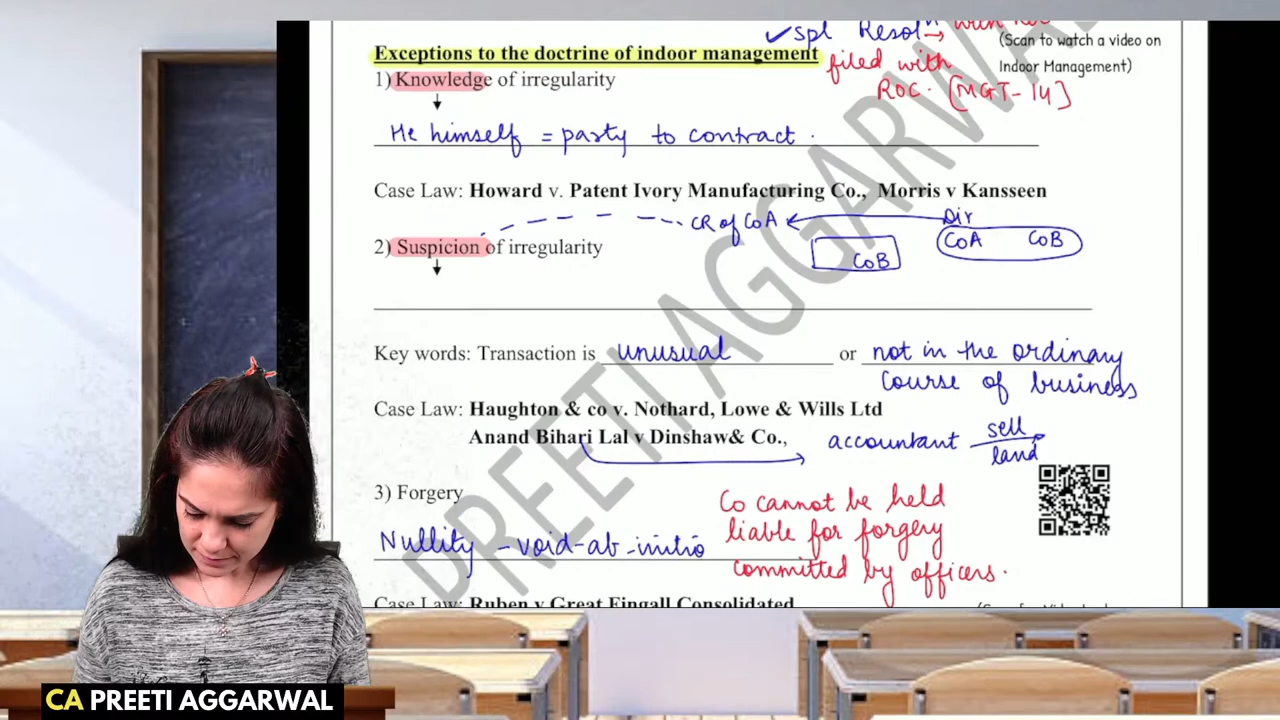 ✓spl Resolⁿ→ with ROC
Exceptions to the doctrine of indoor management
filed with
ROC. [MGT-14]
(Scan to watch a video on
Indoor Management)
1) Knowledge of irregularity
He himself = party to contract.
Case Law: Howard v. Patent Ivory Manufacturing Co., Morris v Kansseen
CR of CoA
Dir
CoA CoB
CoB
2) Suspicion of irregularity
Key words: Transaction is unusual or not in the ordinary
course of business
Case Law: Haughton & co v. Nothard, Lowe & Wills Ltd
Anand Bihari Lal v Dinshaw& Co., accountant sell
land
3) Forgery
Nullity - void-ab-initio
Co cannot be held
liable for forgery
committed by officers.
Case Law: Ruben v Great Fingall Consolidated
PREETI AGGARWAL
CA PREETI AGGARWAL